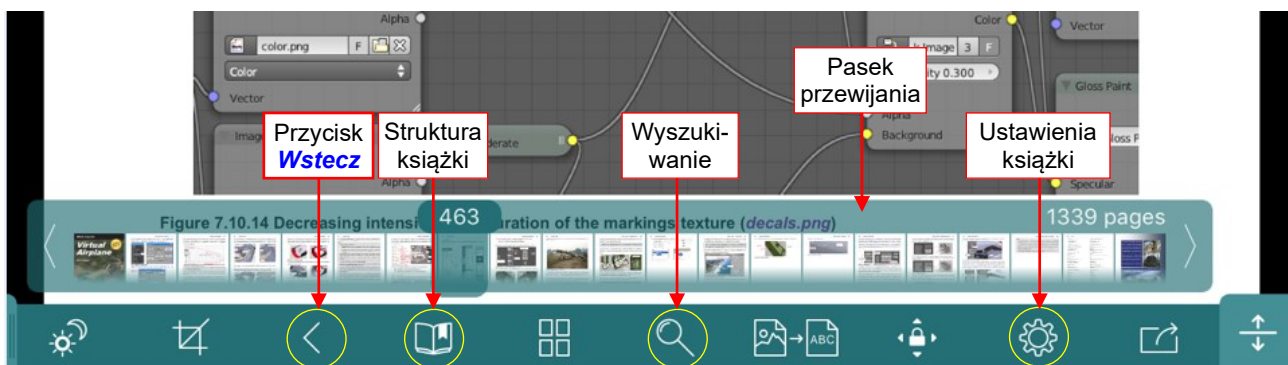 Alpha
Color
color.png
F
Image
3
F
Vector
Color
ity 0.300
Pasek
przewijania
Vector
Gloss Paint
Alpha
Przycisk
Wstecz
Struktura
książki
Wyszuki-
wanie
Background
Ustawienia
książki
Alpha
Specular
Figure 7.10.14 Decreasing intensi
463
uration of the markings texture (decals.png)
1339 pages
Virtual
Airplane
ABC